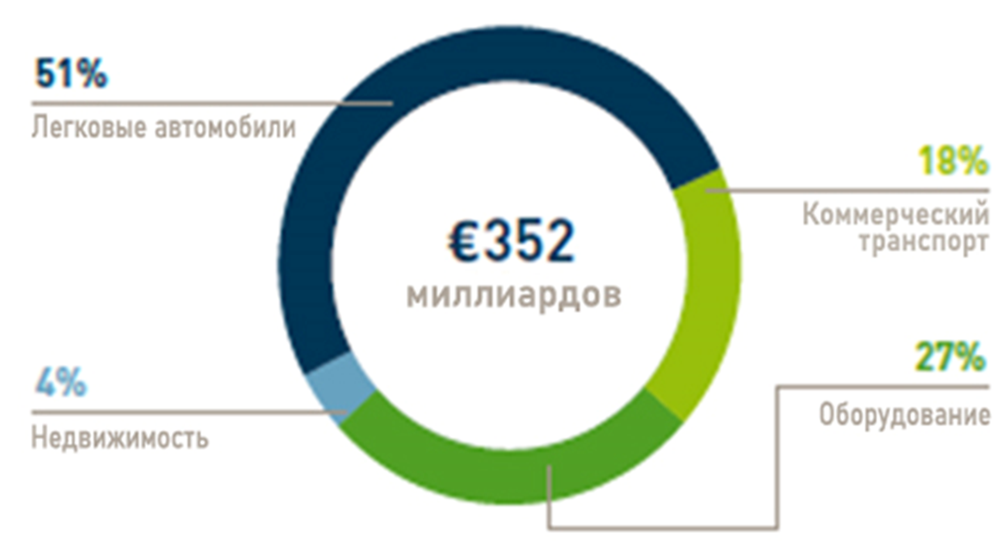 51%
Легковые автомобили
18%
Коммерческий
транспорт
€352
миллиардов
27%
Оборудование
4%
Недвижимость